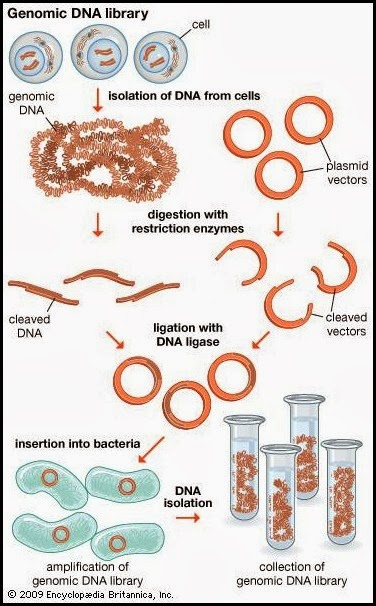 Genomic DNA library
cell
isolation of DNA from cells
genomic
DNA
plasmid
vectors
digestion with
restriction enzymes
cleaved
DNA
cleaved
vectors
ligation with
DNA ligase
insertion into bacteria
DNA
isolation
amplification of
genomic DNA library
collection of
genomic DNA library
© 2009 Encyclopædia Britannica, Inc.